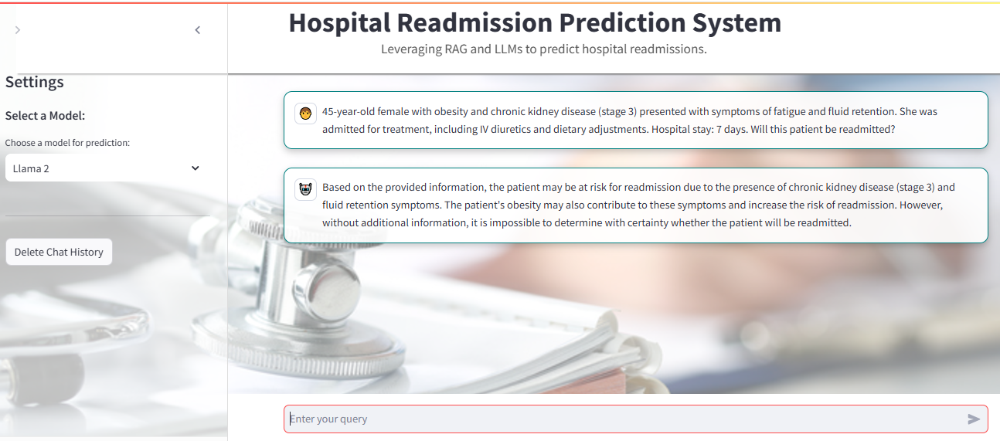 Hospital Readmission Prediction System
Leveraging RAG and LLMs to predict hospital readmissions.
Settings
Select a Model:
Choose a model for prediction:
Llama 2
Delete Chat History
45-year-old female with obesity and chronic kidney disease (stage 3) presented with symptoms of fatigue and fluid retention. She was
admitted for treatment, including IV diuretics and dietary adjustments. Hospital stay: 7 days. Will this patient be readmitted?
Based on the provided information, the patient may be at risk for readmission due to the presence of chronic kidney disease (stage 3) and
fluid retention symptoms. The patient's obesity may also contribute to these symptoms and increase the risk of readmission. However,
without additional information, it is impossible to determine with certainty whether the patient will be readmitted.
Enter your query